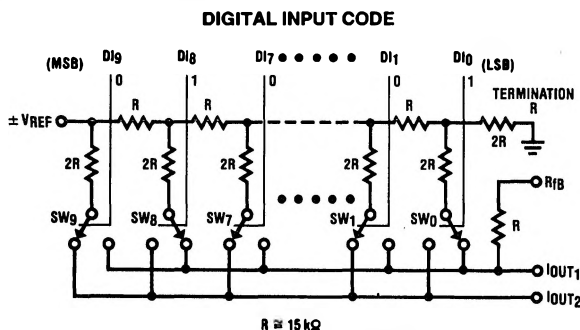 DIGITAL INPUT CODE
(MSB) DI9 DI8 DI7 DI1 DI0 (LSB)
0 1 0 0 1
TERMINATION
R
± VREF R R R 2R
2R 2R 2R 2R 2R
RfB
SW9 SW8 SW7 SW1 SW0 R
IOUT1
IOUT2
R ≅ 15 kΩ